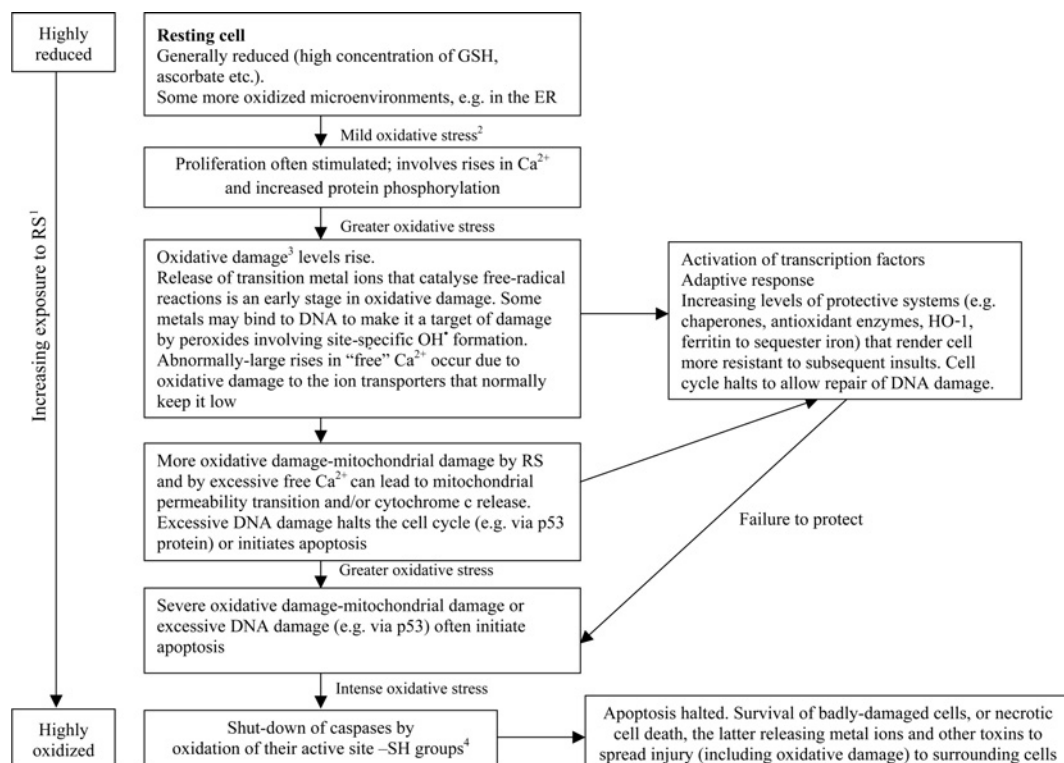 Highly
reduced
Resting cell
Generally reduced (high concentration of GSH,
ascorbate etc.).
Some more oxidized microenvironments, e.g. in the ER
Mild oxidative stress²
Proliferation often stimulated; involves rises in Ca²⁺
and increased protein phosphorylation
Increasing exposure to RS¹
Greater oxidative stress
Oxidative damage³ levels rise.
Release of transition metal ions that catalyse free-radical
reactions is an early stage in oxidative damage. Some
metals may bind to DNA to make it a target of damage
by peroxides involving site-specific OH• formation.
Abnormally-large rises in “free” Ca²⁺ occur due to
oxidative damage to the ion transporters that normally
keep it low
Activation of transcription factors
Adaptive response
Increasing levels of protective systems (e.g.
chaperones, antioxidant enzymes, HO-1,
ferritin to sequester iron) that render cell
more resistant to subsequent insults. Cell
cycle halts to allow repair of DNA damage.
More oxidative damage-mitochondrial damage by RS
and by excessive free Ca²⁺ can lead to mitochondrial
permeability transition and/or cytochrome c release.
Excessive DNA damage halts the cell cycle (e.g. via p53
protein) or initiates apoptosis
Failure to protect
Greater oxidative stress
Severe oxidative damage-mitochondrial damage or
excessive DNA damage (e.g. via p53) often initiate
apoptosis
Intense oxidative stress
Highly
oxidized
Shut-down of caspases by
oxidation of their active site –SH groups⁴
Apoptosis halted. Survival of badly-damaged cells, or necrotic
cell death, the latter releasing metal ions and other toxins to
spread injury (including oxidative damage) to surrounding cells